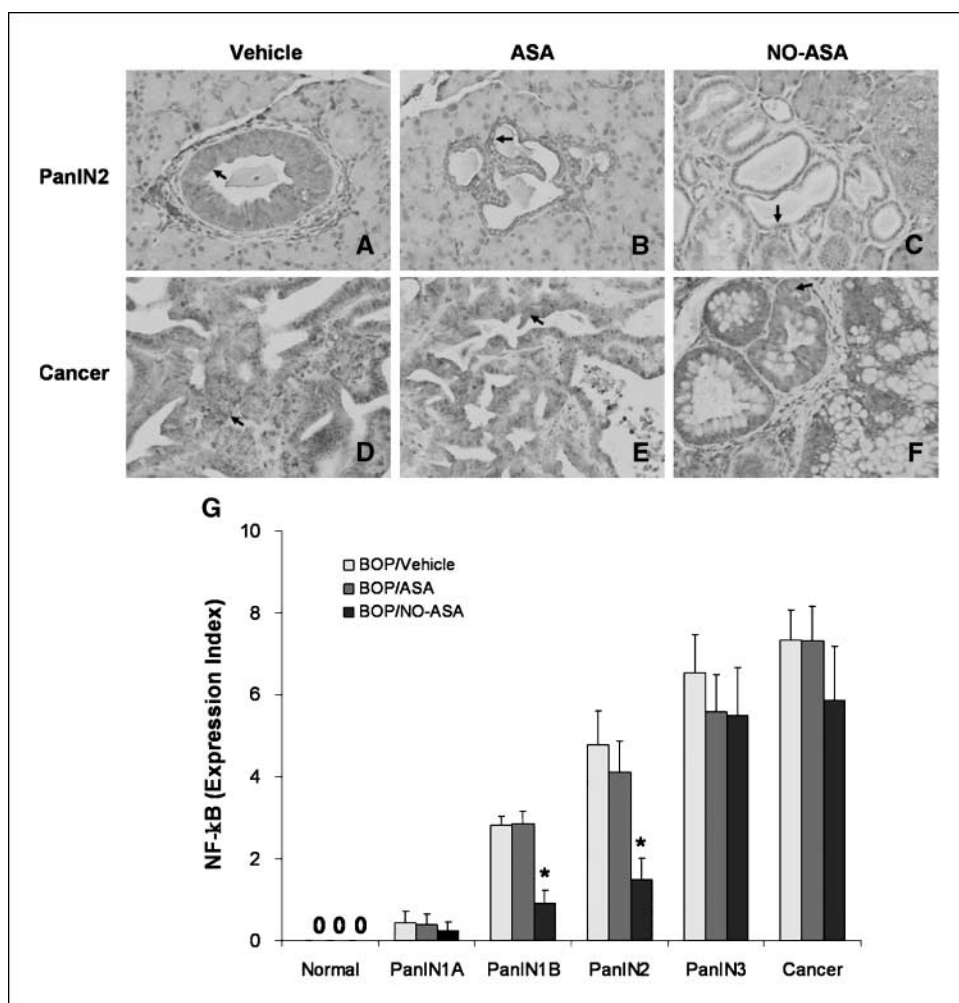 Vehicle ASA NO-ASA
PanIN2
A B C
Cancer
D E F
G
10
BOP/Vehicle
BOP/ASA
BOP/NO-ASA
8
6
4
2
0
NF-kB (Expression Index)
* *
0 0 0
Normal PanIN1A PanIN1B PanIN2 PanIN3 Cancer